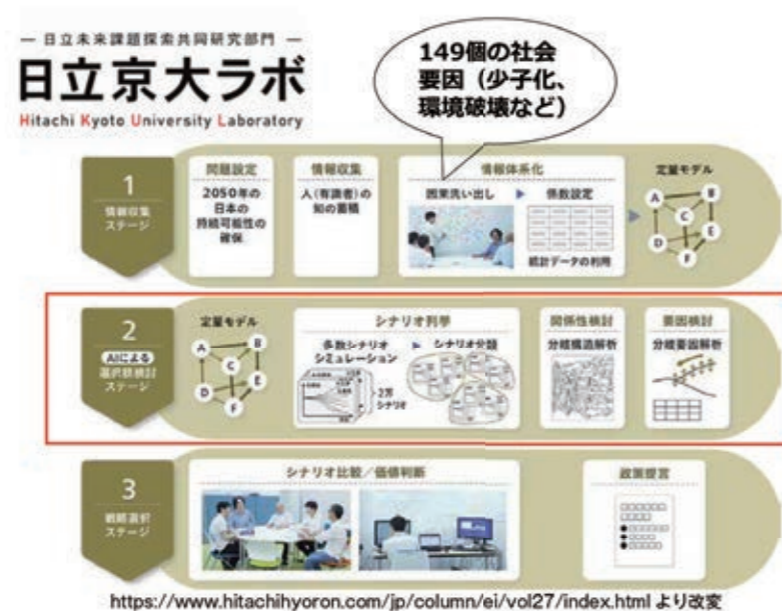 — 日立未来課題探索共同研究部門 —
日立京大ラボ
Hitachi Kyoto University Laboratory
149個の社会
要因（少子化、
環境破壊など）
1
情報収集
ステージ
問題設定
2050年の
日本の
持続可能性の
確保
情報収集
人（有識者）の
知の蓄積
情報体系化
因果洗い出し ▶ 係数設定
統計データの利用
定量モデル
A
B
C
D
E
F
2
AIによる
選択肢検討
ステージ
定量モデル
A
B
C
D
E
F
シナリオ列挙
多数シナリオ
シミュレーション
▶ シナリオ分類
2万
シナリオ
関係性検討
分岐構造解析
要因検討
分岐要因解析
3
戦略選択
ステージ
シナリオ比較／価値判断
政策提言
https://www.hitachihyoron.com/jp/column/ei/vol27/index.html より改変